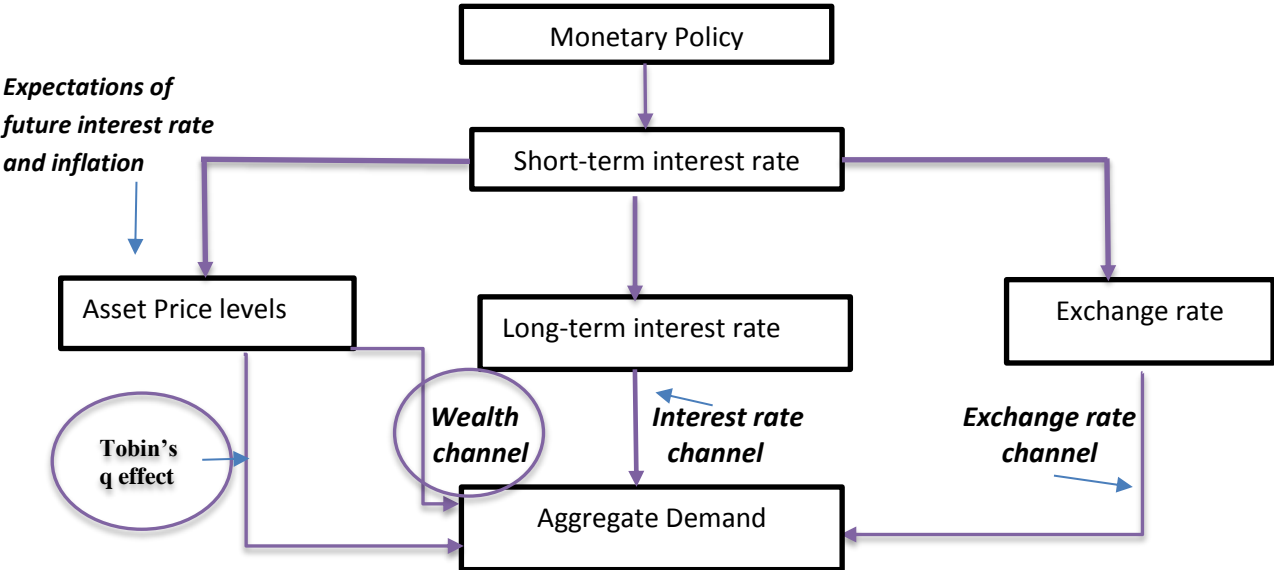 Monetary Policy
Expectations of
future interest rate
and inflation
Short-term interest rate
Asset Price levels
Long-term interest rate
Exchange rate
Tobin’s
q effect
Wealth
channel
Interest rate
channel
Exchange rate
channel
Aggregate Demand